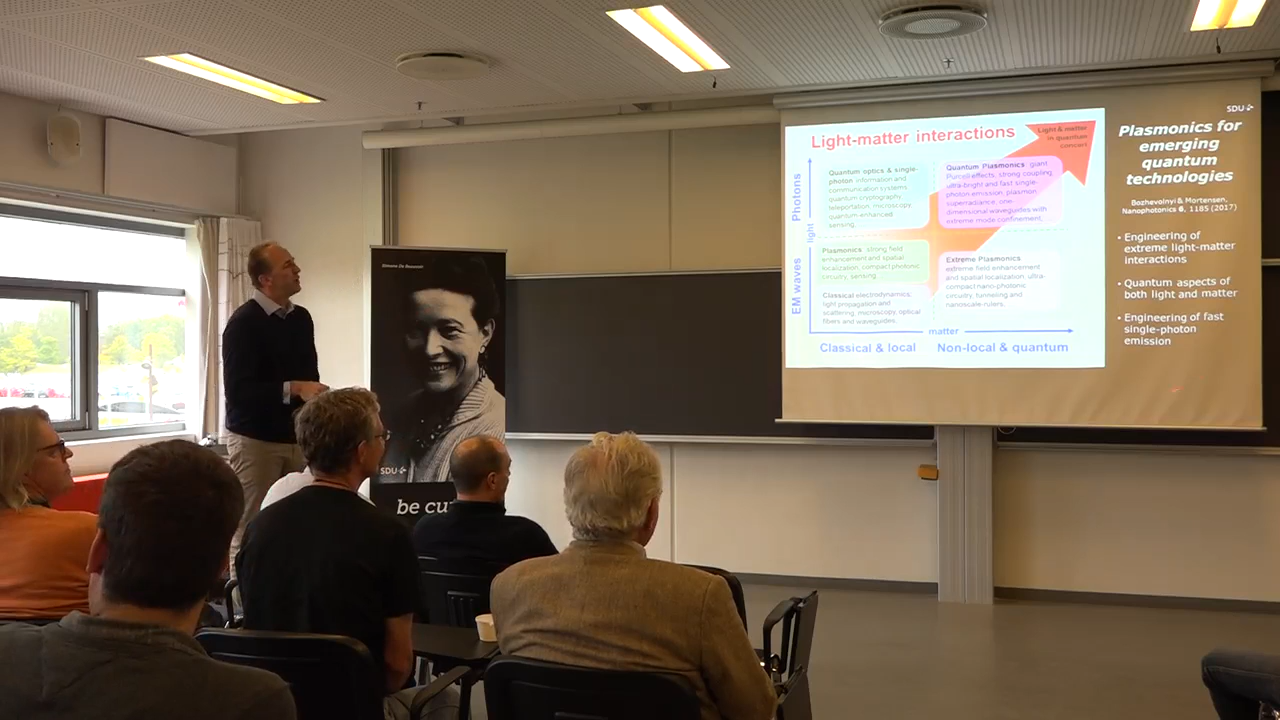 Light-matter interactions
Light & matter
in quantum
concert
Photons
light
EM waves
Quantum optics & single-
photon information and
communication systems,
quantum cryptography,
teleportation, microscopy,
quantum-enhanced
sensing
Quantum Plasmonics giant
Purcell effects, strong coupling,
ultra-bright and fast single-
photon emission, plasmon
superradiance, one-
dimensional waveguides with
extreme mode confinement,
Plasmonics strong field
enhancement and spatial
localization, compact photonic
circuitry, sensing
Classical electrodynamics,
light propagation and
scattering, microscopy, optical
fibers and waveguides,
Extreme Plasmonics
extreme field enhancement
and spatial localization, ultra-
compact nano-photonic
circuitry, tunneling and
nanoscale-rulers,
matter
Classical & local
Non-local & quantum
SDU
Plasmonics for
emerging
quantum
technologies
Bozhevolnyi & Mortensen,
Nanophotonics 6, 1185 (2017)
• Engineering of
extreme light-matter
interactions
• Quantum aspects of
both light and matter
• Engineering of fast
single-photon
emission
Simone De Beauvoir
SDU
be cu